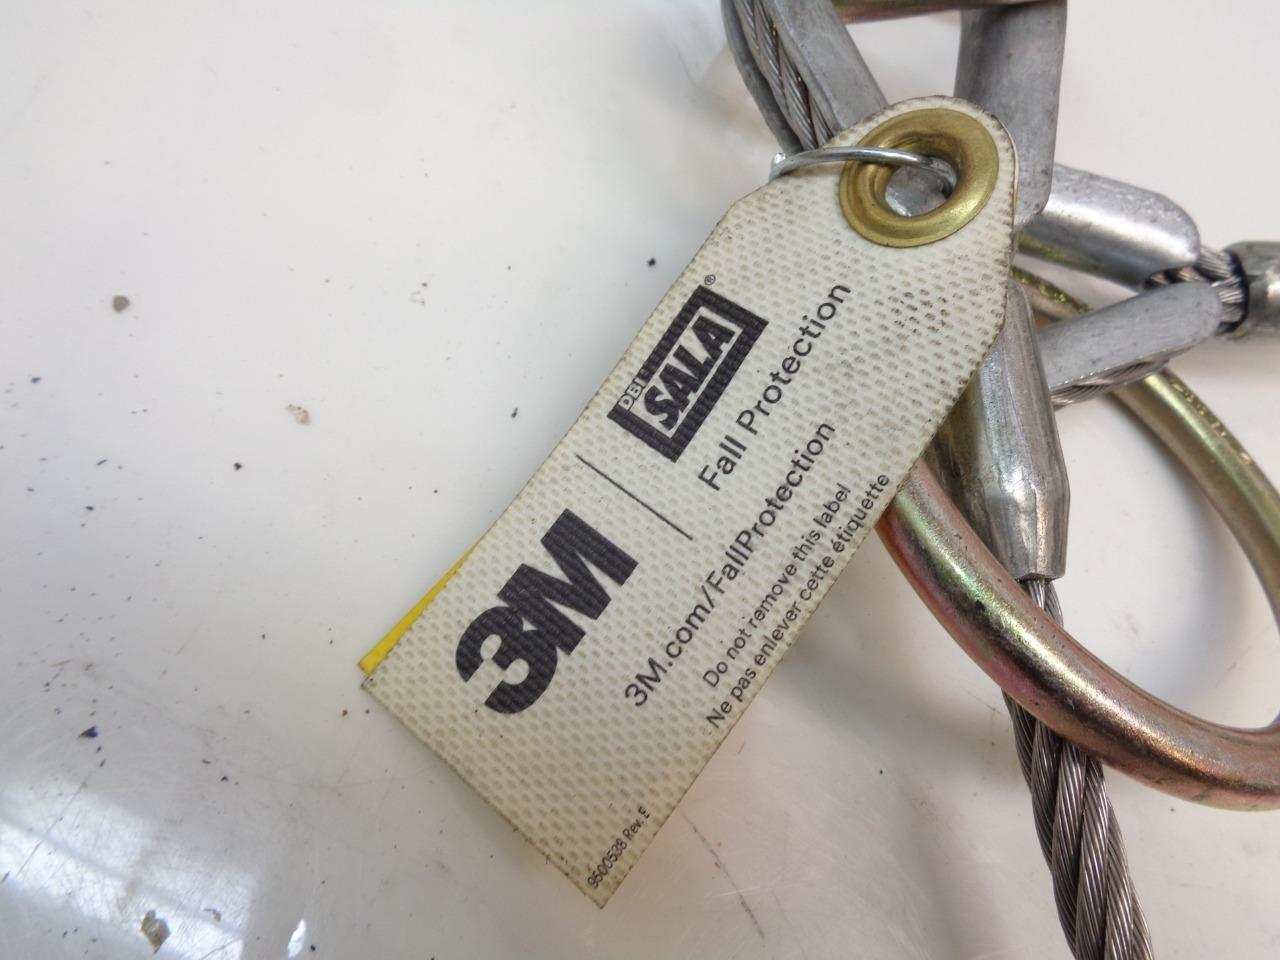 3M
DBI
SALA®
Fall Protection
3M.com/FallProtection
Do not remove this label
Ne pas enlever cette étiquette
9500538 Rev. E